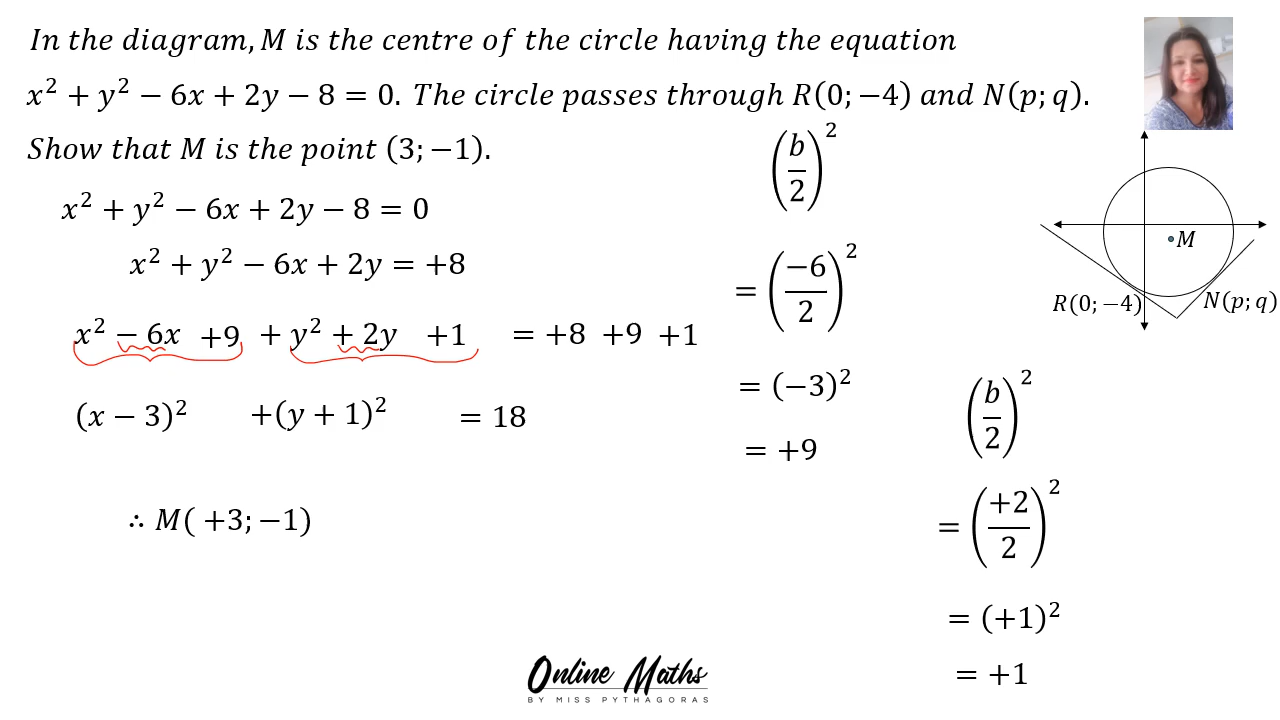 In the diagram, M is the centre of the circle having the equation
x² + y² − 6x + 2y − 8 = 0. The circle passes through R(0; −4) and N(p; q).
Show that M is the point (3; −1).
x² + y² − 6x + 2y − 8 = 0
x² + y² − 6x + 2y = +8
x² − 6x +9 + y² + 2y +1 = +8 +9 +1
(x − 3)² +(y + 1)² = 18
∴ M( +3; −1)
(b/2)²
= (−6/2)²
= (−3)²
= +9
(b/2)²
= (+2/2)²
= (+1)²
= +1
M
R(0; −4)
N(p; q)
Online Maths
BY MISS PYTHAGORAS